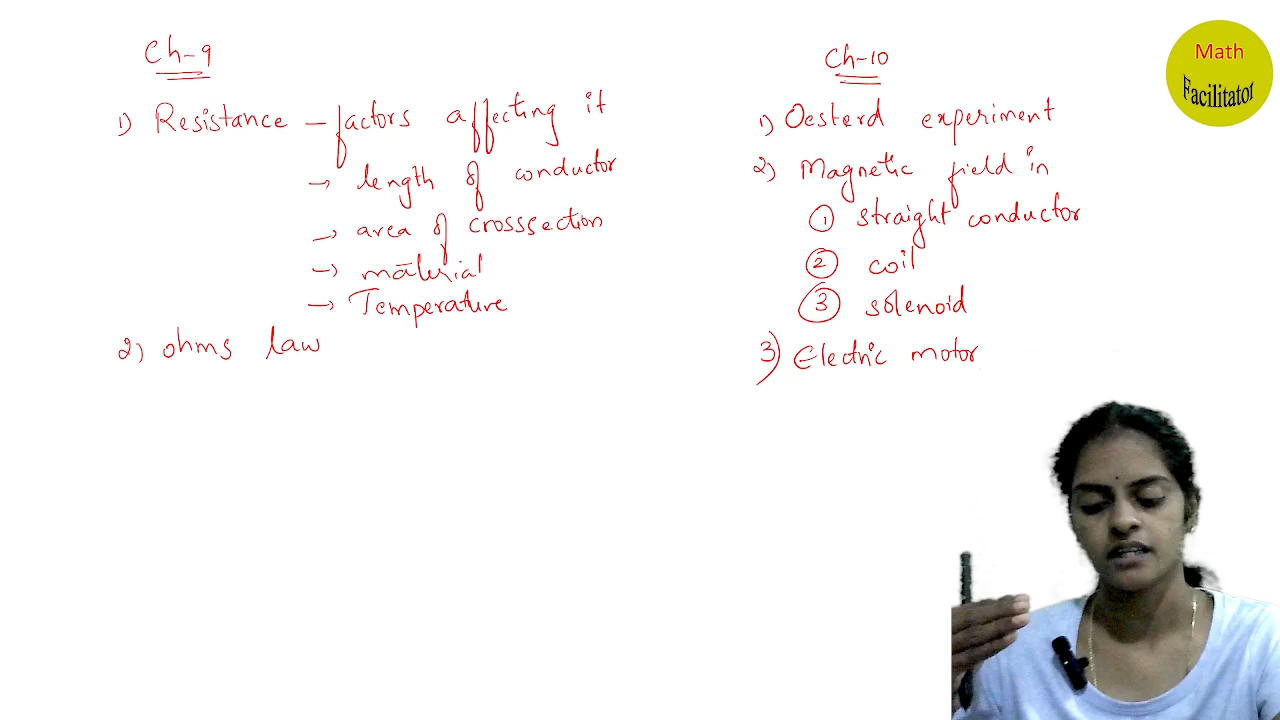 Ch-9
1) Resistance - factors affecting it
→ length of conductor
→ area of crosssection
→ material
→ Temperature
2) ohms law
Ch-10
1) Oesterd experiment
2) Magnetic field in
① straight conductor
② coil
③ solenoid
3) Electric motor
Math
Facilitator